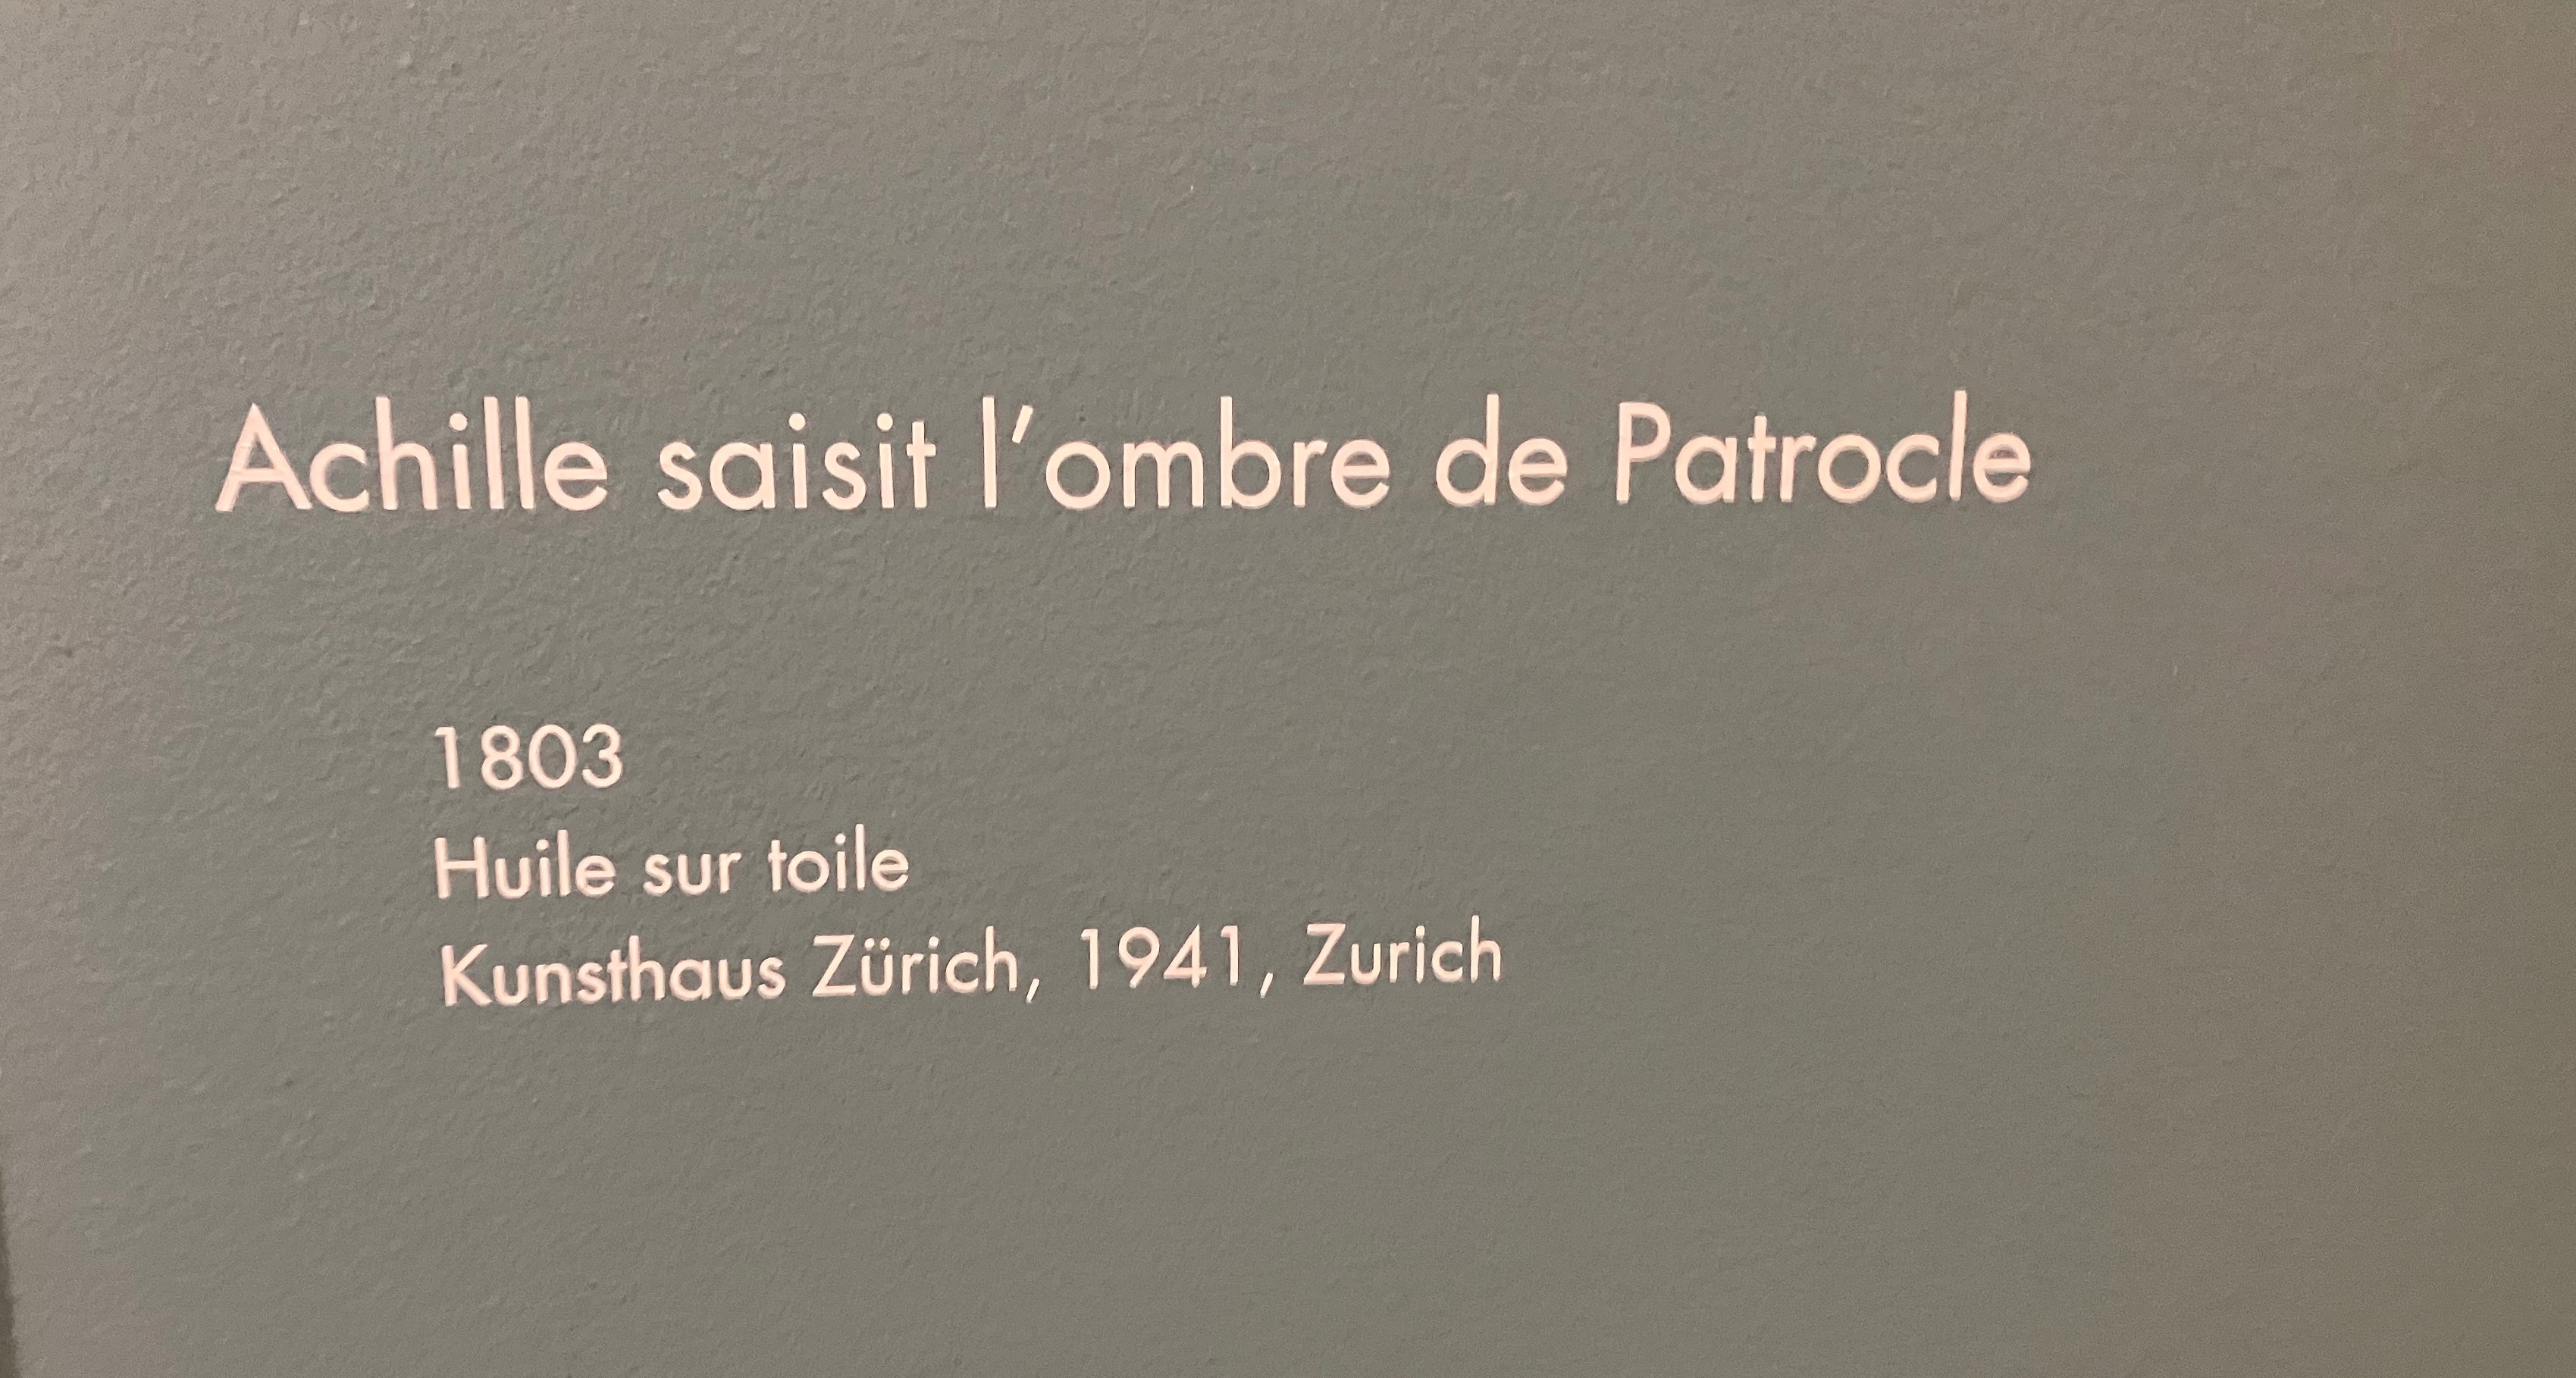 Achille saisit l’ombre de Patrocle
1803
Huile sur toile
Kunsthaus Zürich, 1941, Zurich